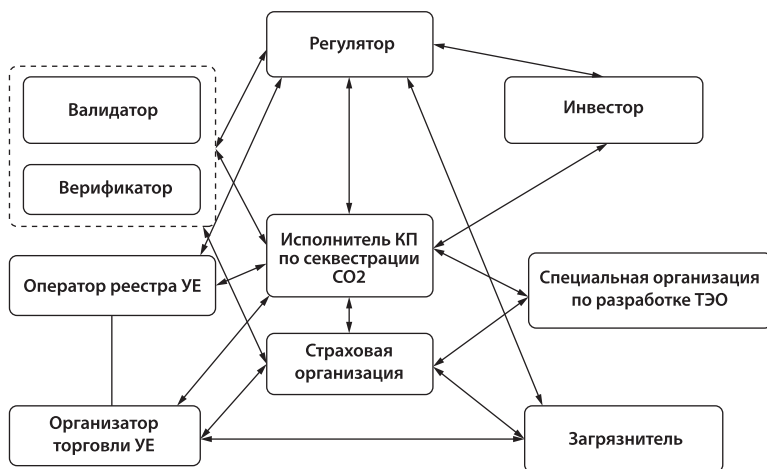 Регулятор
Валидатор
Инвестор
Верификатор
Исполнитель КП
по секвестрации
СО2
Оператор реестра УЕ
Специальная организация
по разработке ТЭО
Страховая
организация
Организатор
торговли УЕ
Загрязнитель